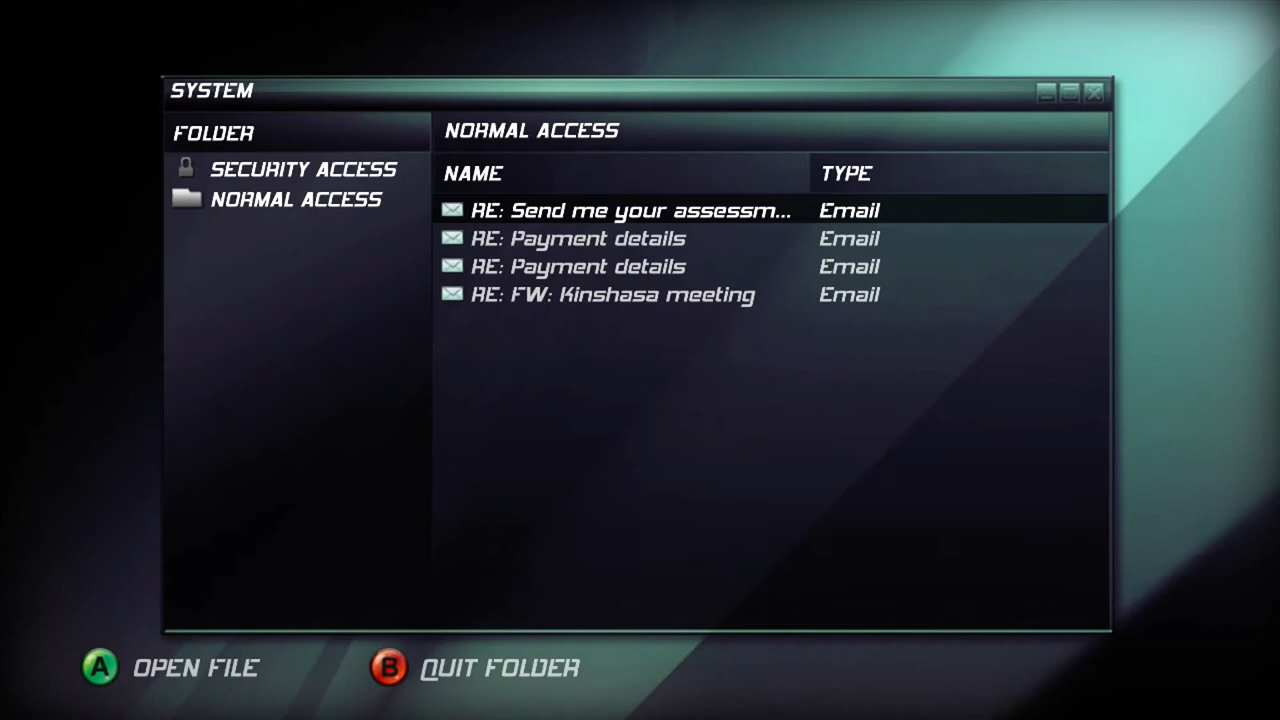 SYSTEM
FOLDER
SECURITY ACCESS
NORMAL ACCESS
NORMAL ACCESS
NAME TYPE
RE: Send me your assessm... Email
RE: Payment details Email
RE: Payment details Email
RE: FW: Kinshasa meeting Email
A OPEN FILE B QUIT FOLDER